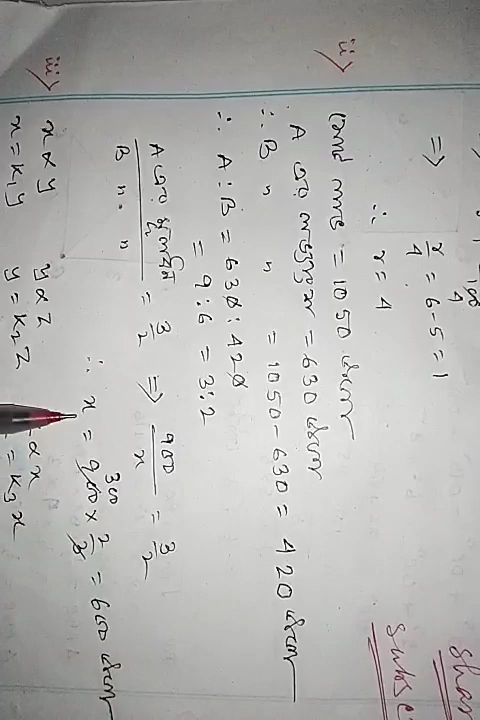 ⇒ x/4 = 6 - 5 = 1
∴ x = 4
ii) মোট লাভ = 1050 টাকা
A এর লভ্যাংশ = 630 টাকা
∴ B " " = 1050 - 630 = 420 টাকা
∴ A : B = 630 : 420
= 9 : 6 = 3 : 2
A এর মূলধন / B " " = 3/2 ⇒ 900/x = 3/2
∴ x = 900 × 2/3 = 600 টাকা
300
iii) x ∝ y y ∝ z ∝ x
x = k₁y y = k₂z = k₃x